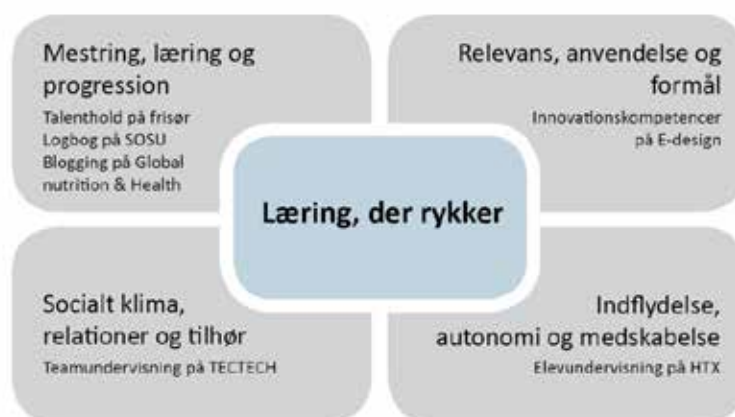 Mestring, læring og
progression
Talenthold på frisør
Logbog på SOSU
Blogging på Global
nutrition & Health
Relevans, anvendelse og
formål
Innovationskompetencer
på E-design
Læring, der rykker
Socialt klima,
relationer og tilhør
Teamundervisning på TECTECH
Indflydelse,
autonomi og medskabelse
Elevundervisning på HTX